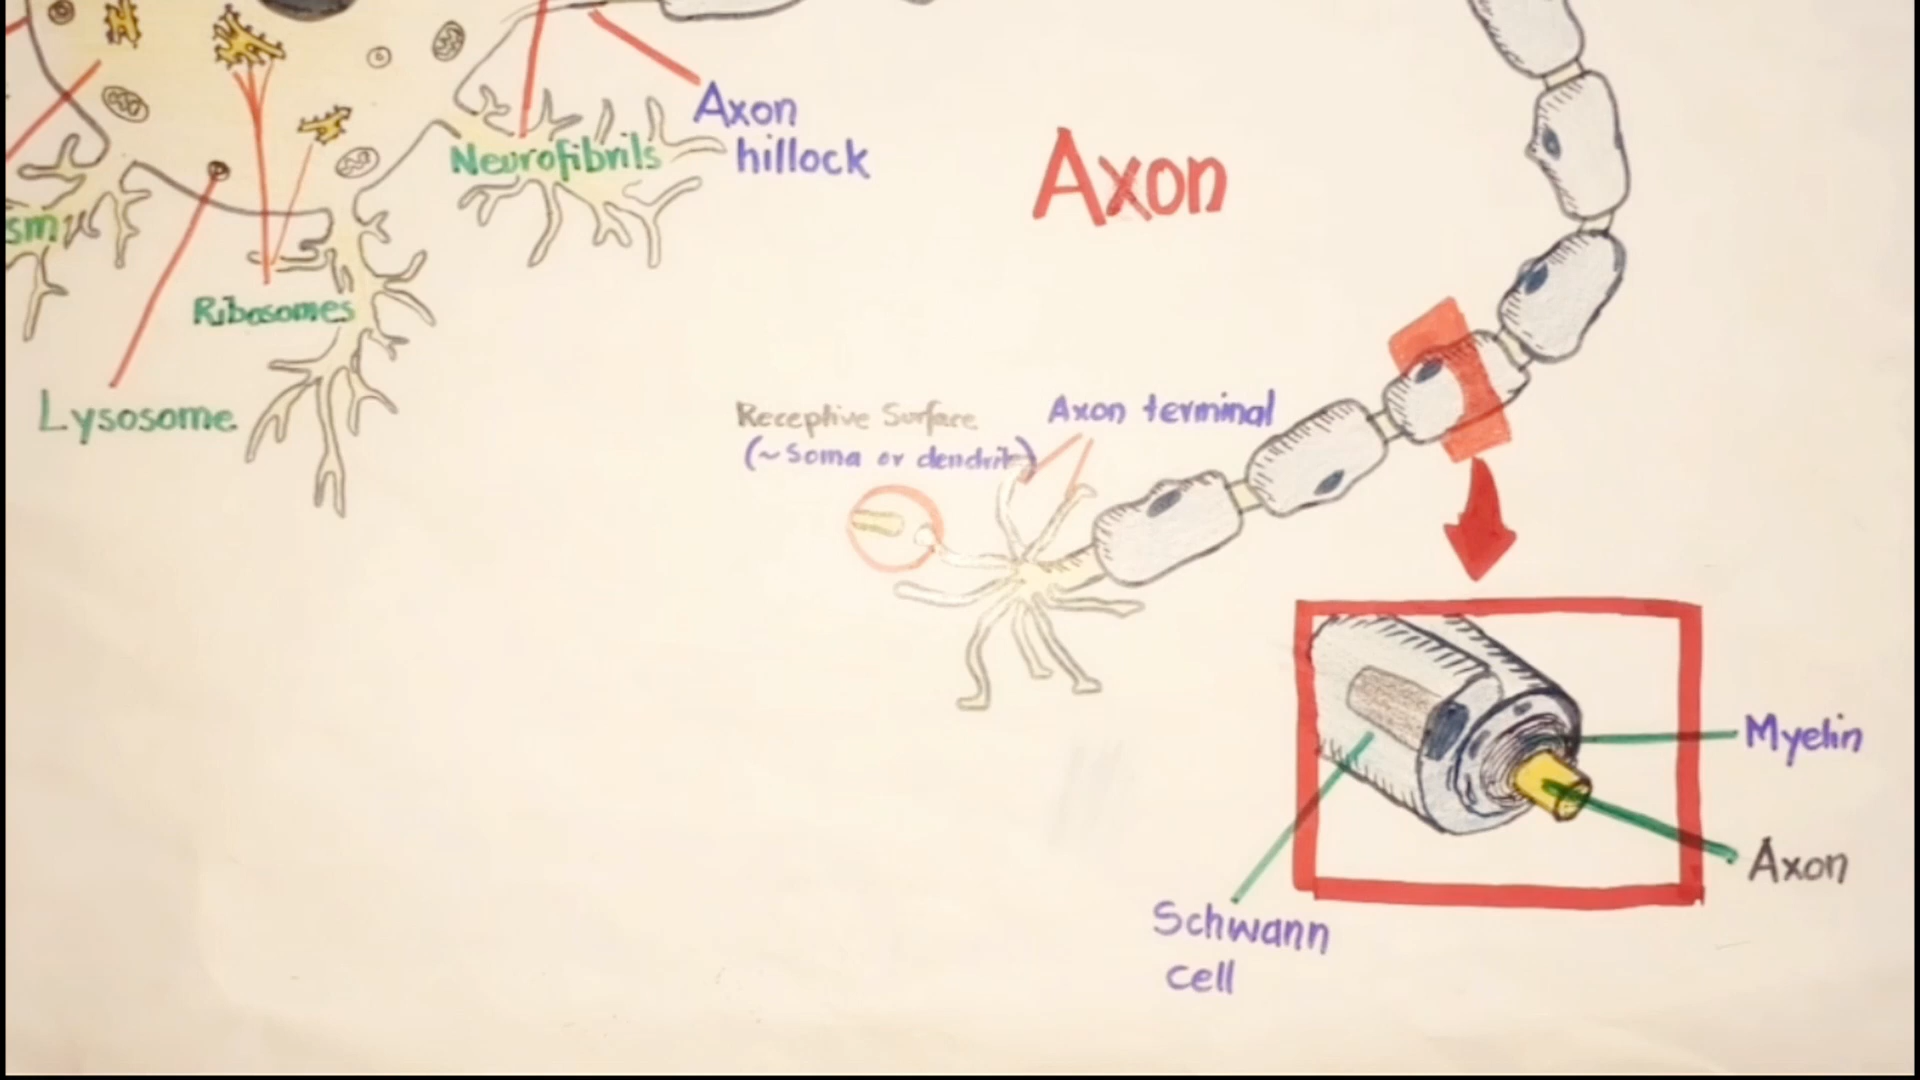 Axon
hillock
Neurofibrils
Axon
sm
Ribosomes
Lysosome
Receptive Surface
(~Soma or dendrite)
Axon terminal
Myelin
Axon
Schwann
cell